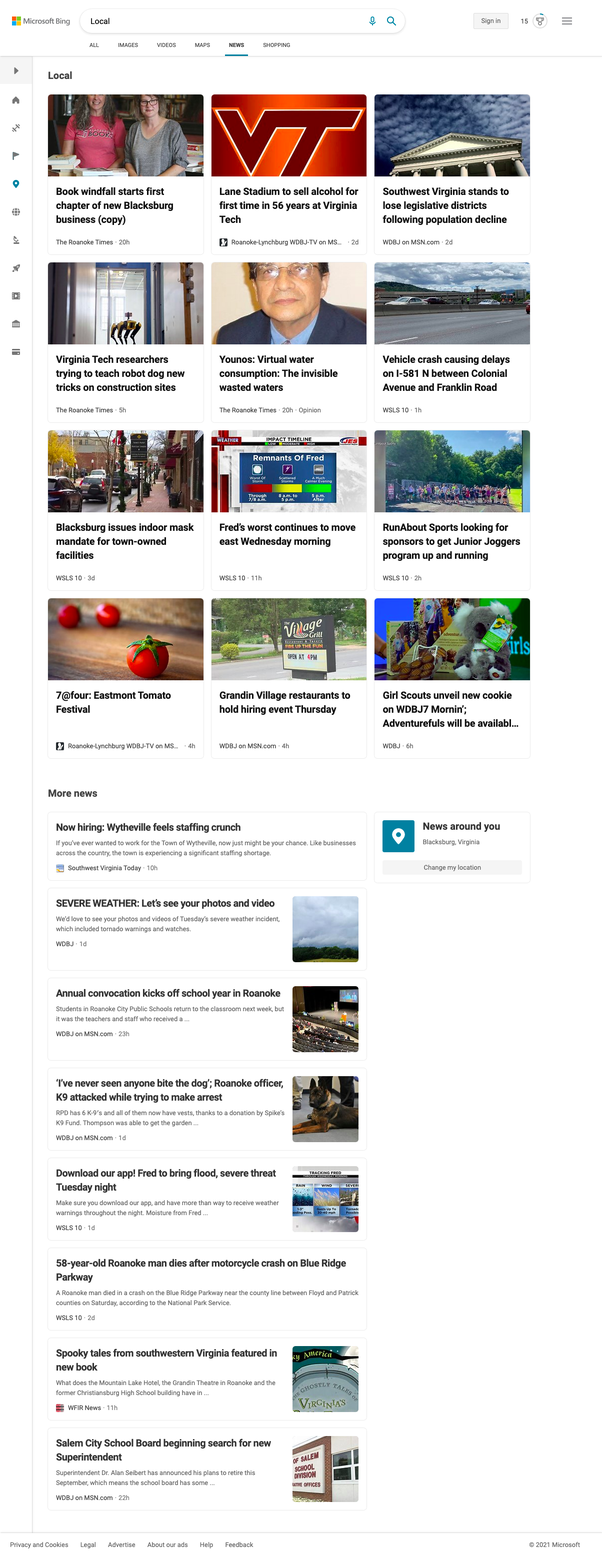 Microsoft Bing
Local
Sign in
15
ALL
IMAGES
VIDEOS
MAPS
NEWS
SHOPPING
Local
Book windfall starts first
chapter of new Blacksburg
business (copy)
The Roanoke Times · 20h
VT
Lane Stadium to sell alcohol for
first time in 56 years at Virginia
Tech
Roanoke-Lynchburg WDBJ-TV on MS... · 2d
Southwest Virginia stands to
lose legislative districts
following population decline
WDBJ on MSN.com · 2d
Virginia Tech researchers
trying to teach robot dog new
tricks on construction sites
The Roanoke Times · 5h
Younos: Virtual water
consumption: The invisible
wasted waters
The Roanoke Times · 20h · Opinion
Vehicle crash causing delays
on I-581 N between Colonial
Avenue and Franklin Road
WSLS 10 · 1h
Blacksburg issues indoor mask
mandate for town-owned
facilities
WSLS 10 · 3d
WEATHER
IMPACT TIMELINE
Remnants Of Fred
Through
8 a.m. to
5 p.m.
After
Fred's worst continues to move
east Wednesday morning
WSLS 10 · 11h
RunAbout Sports looking for
sponsors to get Junior Joggers
program up and running
WSLS 10 · 2h
7@four: Eastmont Tomato
Festival
Roanoke-Lynchburg WDBJ-TV on MS... · 4h
Village
Grill
OPEN AT 4PM
Grandin Village restaurants to
hold hiring event Thursday
WDBJ on MSN.com · 4h
irls
Girl Scouts unveil new cookie
on WDBJ7 Mornin';
Adventurefuls will be availabl...
WDBJ · 6h
More news
Now hiring: Wytheville feels staffing crunch
If you've ever wanted to work for the Town of Wytheville, now just might be your chance. Like businesses
across the country, the town is experiencing a significant staffing shortage.
Southwest Virginia Today · 10h
News around you
Blacksburg, Virginia
Change my location
SEVERE WEATHER: Let's see your photos and video
We'd love to see your photos and videos of Tuesday's severe weather incident,
which included tornado warnings and watches.
WDBJ · 1d
Annual convocation kicks off school year in Roanoke
Students in Roanoke City Public Schools return to the classroom next week, but
it was the teachers and staff who received a ...
WDBJ on MSN.com · 23h
'I've never seen anyone bite the dog'; Roanoke officer,
K9 attacked while trying to make arrest
RPD has 6 K-9's and all of them now have vests, thanks to a donation by Spike's
K9 Fund. Thompson was able to get the garden ...
WDBJ on MSN.com · 1d
Download our app! Fred to bring flood, severe threat
Tuesday night
Make sure you download our app, and have more than way to receive weather
warnings throughout the night. Moisture from Fred ...
WSLS 10 · 1d
TRACKING FRED
RAIN
WIND
58-year-old Roanoke man dies after motorcycle crash on Blue Ridge
Parkway
A Roanoke man died in a crash on the Blue Ridge Parkway near the county line between Floyd and Patrick
counties on Saturday, according to the National Park Service.
WSLS 10 · 2d
Spooky tales from southwestern Virginia featured in
new book
What does the Mountain Lake Hotel, the Grandin Theatre in Roanoke and the
former Christiansburg High School building have in ...
WFIR News · 11h
ky America
GHOSTLY TALES OF
VIRGINIA'S
Salem City School Board beginning search for new
Superintendent
Superintendent Dr. Alan Seibert has announced his plans to retire this
September, which means the school board has some ...
WDBJ on MSN.com · 22h
OF SALEM
SCHOOL
DIVISION
OFFICES
Privacy and Cookies
Legal
Advertise
About our ads
Help
Feedback
© 2021 Microsoft